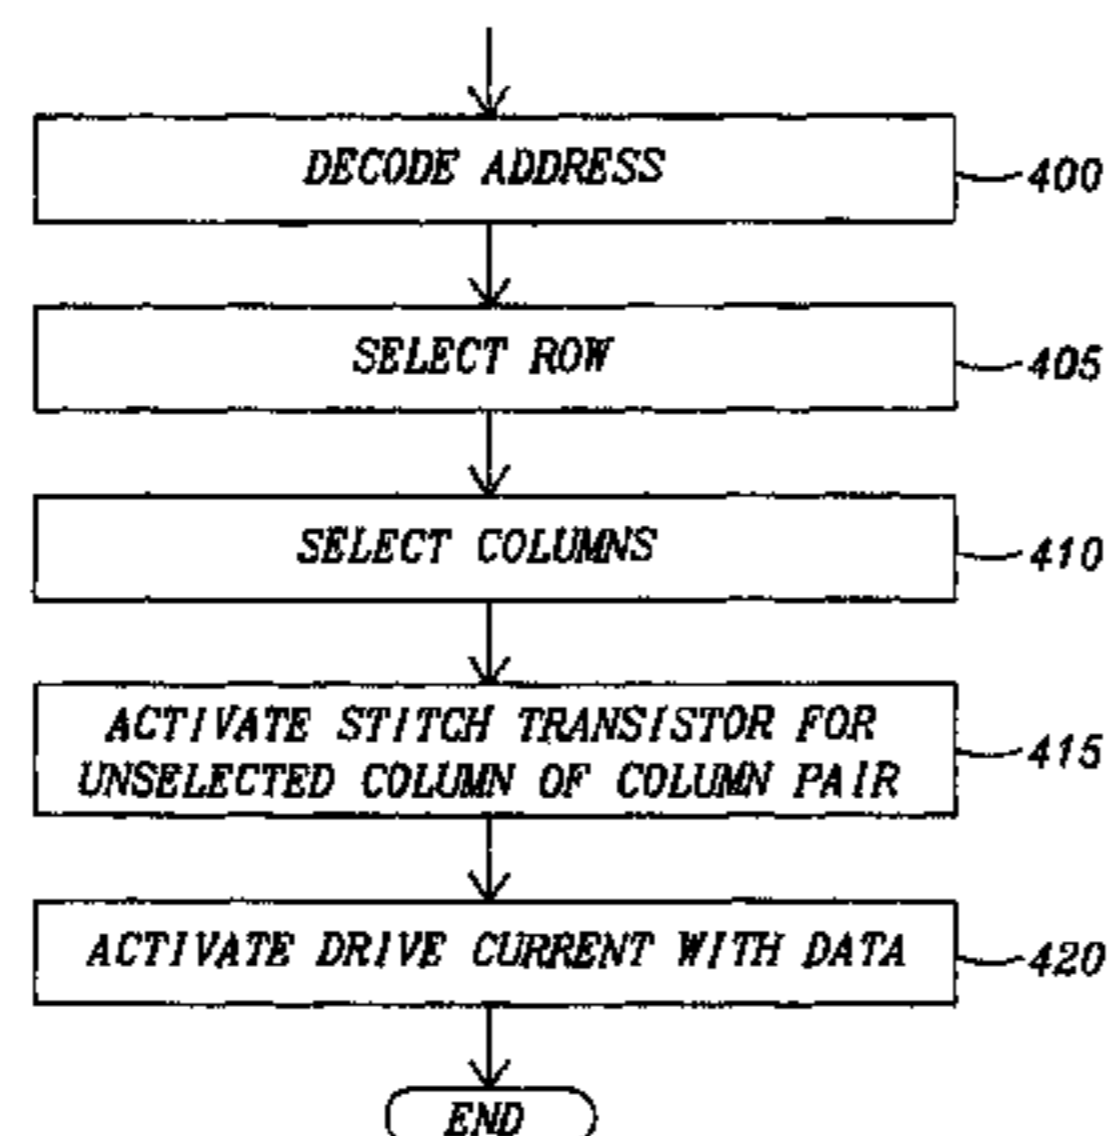 DECODE ADDRESS
400
SELECT ROW
405
SELECT COLUMNS
410
ACTIVATE STITCH TRANSISTOR FOR
UNSELECTED COLUMN OF COLUMN PAIR
415
ACTIVATE DRIVE CURRENT WITH DATA
420
END